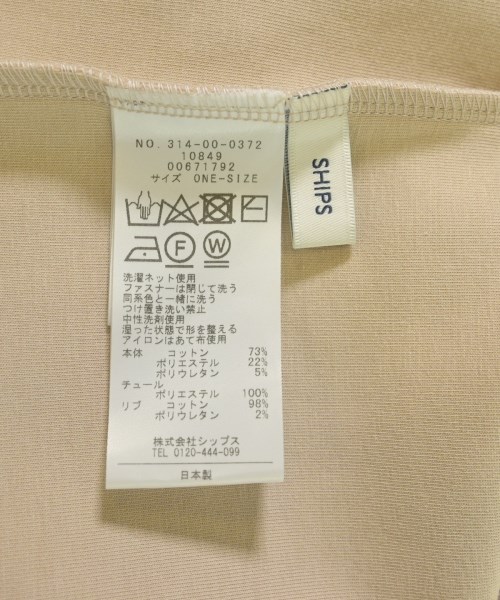 NO. 314-00-0372
10849
00671792
サイズ ONE-SIZE
F W
洗濯ネット使用
ファスナーは閉じて洗う
同系色と一緒に洗う
つけ置き洗い禁止
中性洗剤使用
湿った状態で形を整える
アイロンはあて布使用
本体 コットン 73%
ポリエステル 22%
ポリウレタン 5%
チュール
ポリエステル 100%
リブ コットン 98%
ポリウレタン 2%
株式会社シップス
TEL 0120-444-099
日本製
SHIPS